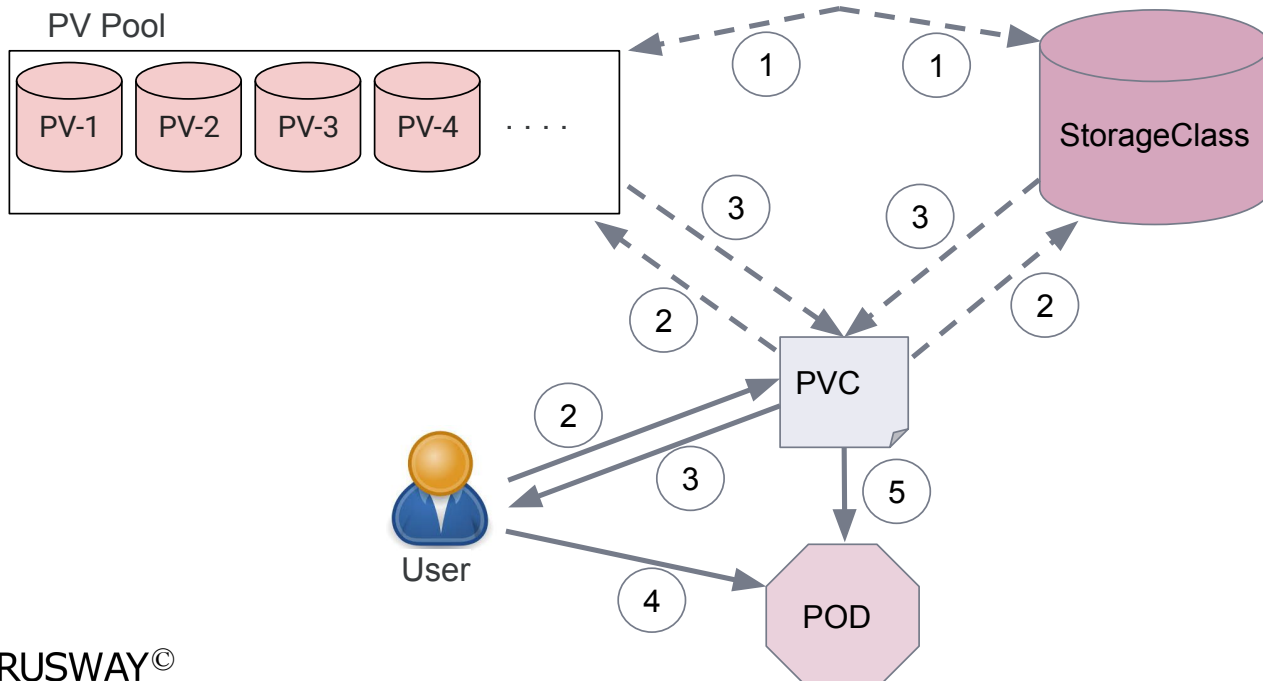 PV Pool
1
1
PV-1
PV-2
PV-3
PV-4
. . . .
StorageClass
3
3
2
2
PVC
2
3
5
User
4
POD
RUSWAY©